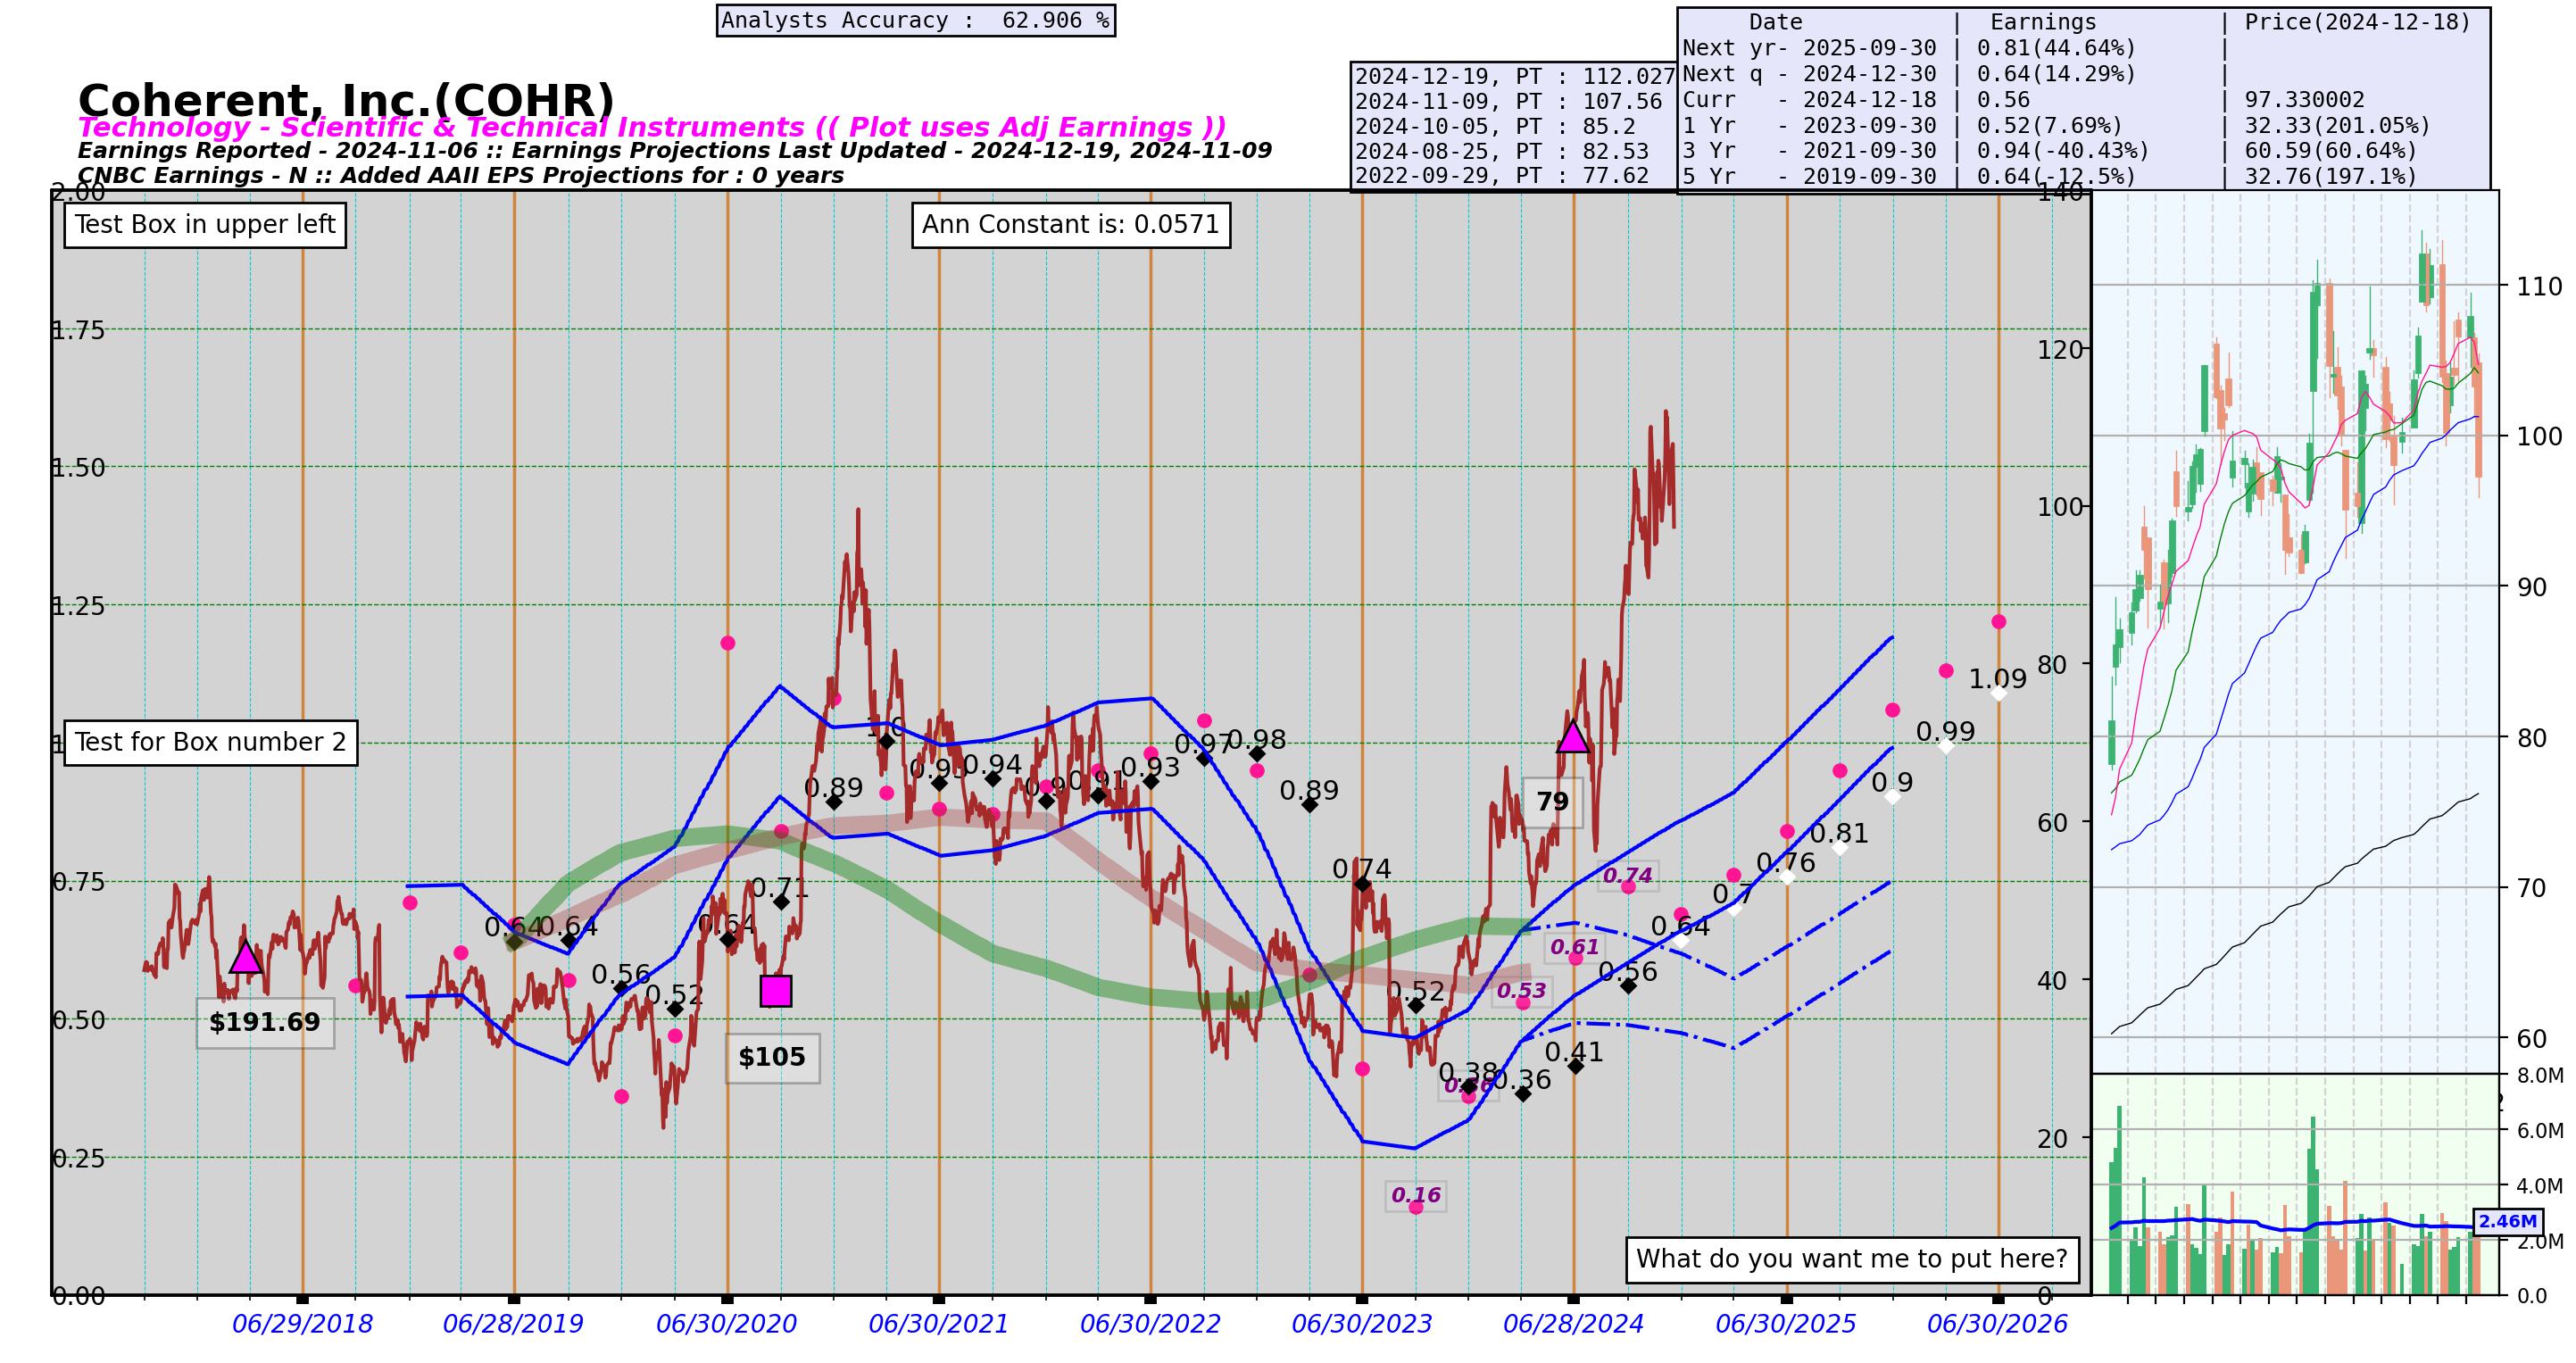 Analysts Accuracy :  62.906 %
Date | Earnings | Price(2024-12-18)
Next yr- 2025-09-30 | 0.81(44.64%) |
Next q - 2024-12-30 | 0.64(14.29%) |
Curr   - 2024-12-18 | 0.56 | 97.330002
1 Yr   - 2023-09-30 | 0.52(7.69%) | 32.33(201.05%)
3 Yr   - 2021-09-30 | 0.94(-40.43%) | 60.59(60.64%)
5 Yr   - 2019-09-30 | 0.64(-12.5%) | 32.76(197.1%)
2024-12-19, PT : 112.027
2024-11-09, PT : 107.56
2024-10-05, PT : 85.2
2024-08-25, PT : 82.53
2022-09-29, PT : 77.62
Coherent, Inc.(COHR)
Technology - Scientific & Technical Instruments (( Plot uses Adj Earnings ))
Earnings Reported - 2024-11-06 :: Earnings Projections Last Updated - 2024-12-19, 2024-11-09
CNBC Earnings - N :: Added AAII EPS Projections for : 0 years
Test Box in upper left
Ann Constant is: 0.0571
Test for Box number 2
What do you want me to put here?
2.00
1.75
1.50
1.25
0.75
0.50
0.25
0.00
$191.69
$105
79
0.64
0.64
0.56
0.52
0.64
0.71
0.89
1.0
0.93
0.94
0.9
0.91
0.93
0.97
0.98
0.89
0.74
0.52
0.38
0.36
0.41
0.56
0.64
0.7
0.76
0.81
0.9
0.99
1.09
0.16
0.36
0.53
0.61
0.74
140
120
100
80
60
40
20
0
110
100
90
80
70
60
8.0M
6.0M
4.0M
2.46M
2.0M
0.0
06/29/2018
06/28/2019
06/30/2020
06/30/2021
06/30/2022
06/30/2023
06/28/2024
06/30/2025
06/30/2026